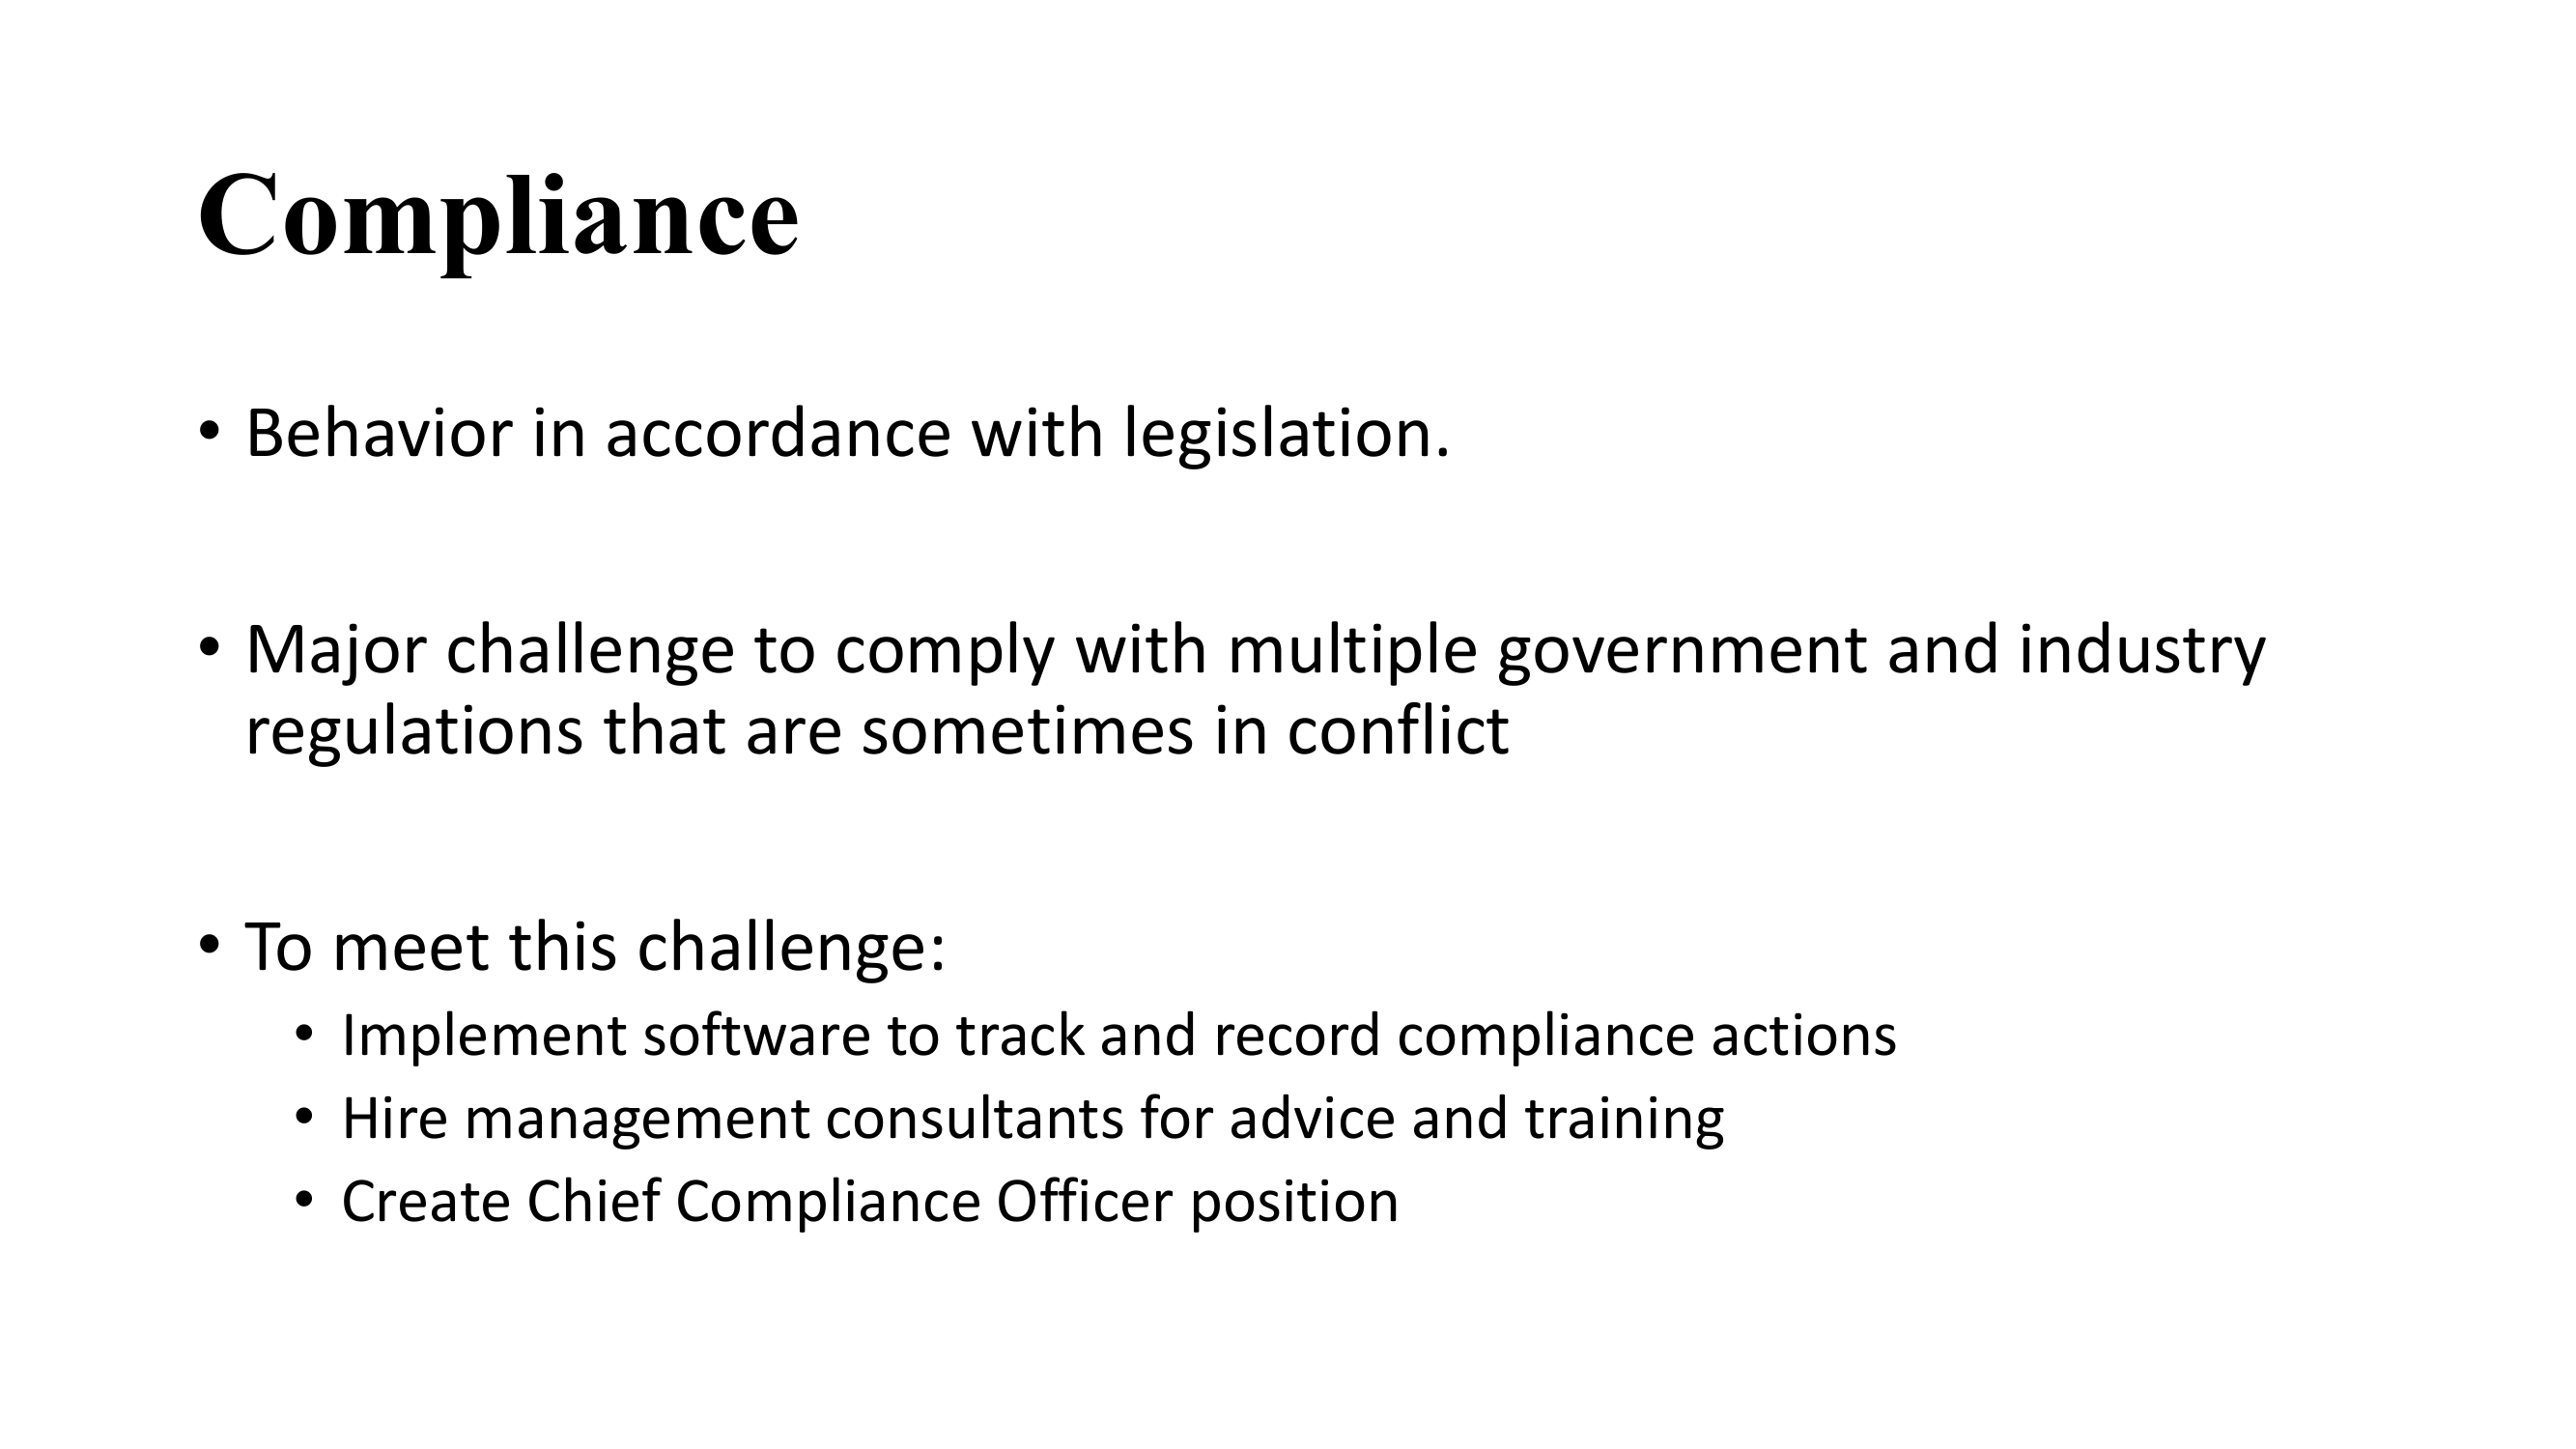 Compliance
• Behavior in accordance with legislation.
• Major challenge to comply with multiple government and industry
regulations that are sometimes in conflict
• To meet this challenge:
• Implement software to track and record compliance actions
• Hire management consultants for advice and training
• Create Chief Compliance Officer position